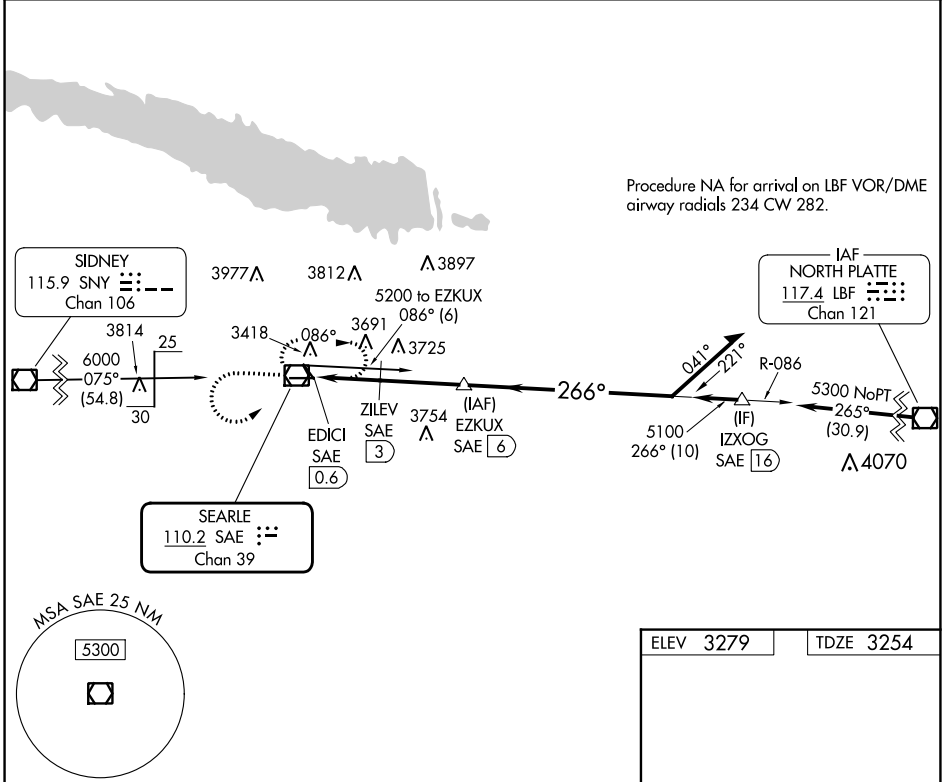 Procedure NA for arrival on LBF VOR/DME
airway radials 234 CW 282.
SIDNEY
115.9 SNY
Chan 106
3977
3812
3897
IAF
NORTH PLATTE
117.4 LBF
Chan 121
5200 to EZKUX
086° (6)
3814
25
3418
086°
3691
3725
6000
075°
(54.8)
30
041°
221°
R-086
266°
5300 NoPT
265°
(30.9)
EDICI
SAE
0.6
ZILEV
SAE
3
3754
(IAF)
EZKUX
SAE 6
5100
266° (10)
(IF)
IZXOG
SAE 16
4070
SEARLE
110.2 SAE
Chan 39
MSA SAE 25 NM
5300
ELEV 3279
TDZE 3254